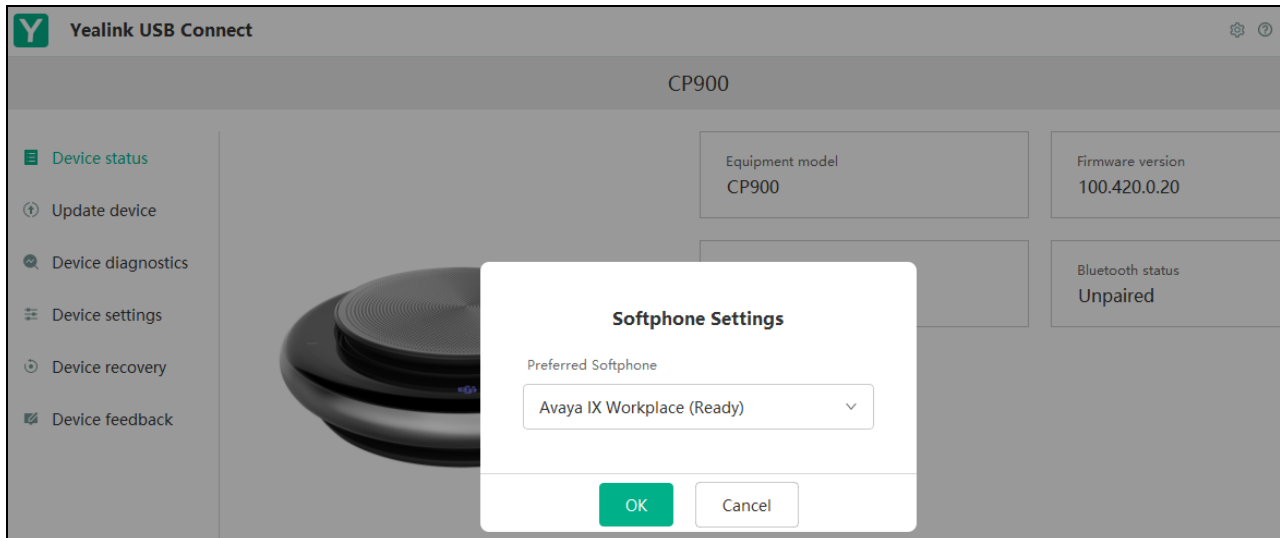 Yealink USB Connect
CP900
Device status
Update device
Device diagnostics
Device settings
Device recovery
Device feedback
Equipment model
CP900
Firmware version
100.420.0.20
Bluetooth status
Unpaired
Softphone Settings
Preferred Softphone
Avaya IX Workplace (Ready)
OK
Cancel